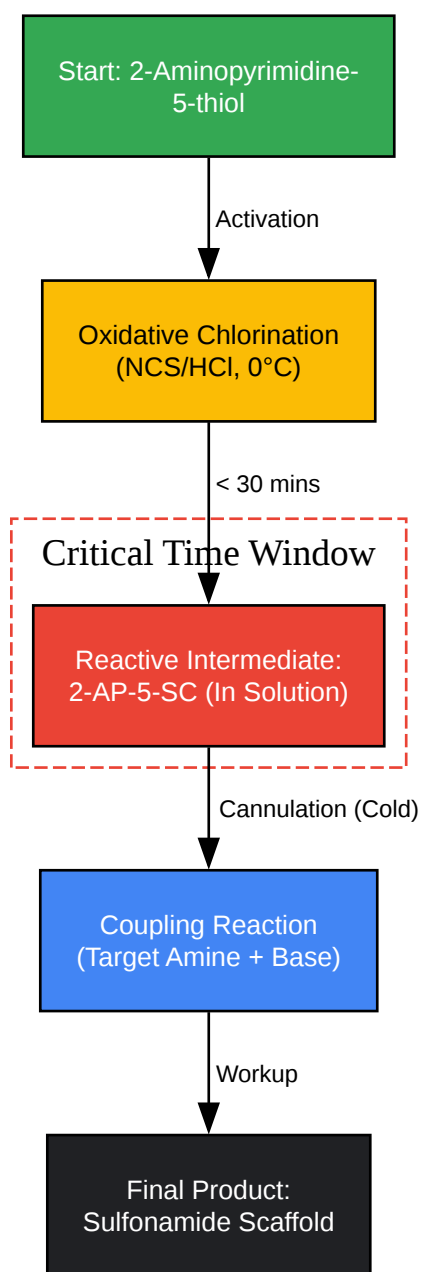 Start: 2-Aminopyrimidine-
5-thiol
Activation
Oxidative Chlorination
(NCS/HCl, 0°C)
< 30 mins
Critical Time Window
Reactive Intermediate:
2-AP-5-SC (In Solution)
Cannulation (Cold)
Coupling Reaction
(Target Amine + Base)
Workup
Final Product:
Sulfonamide Scaffold